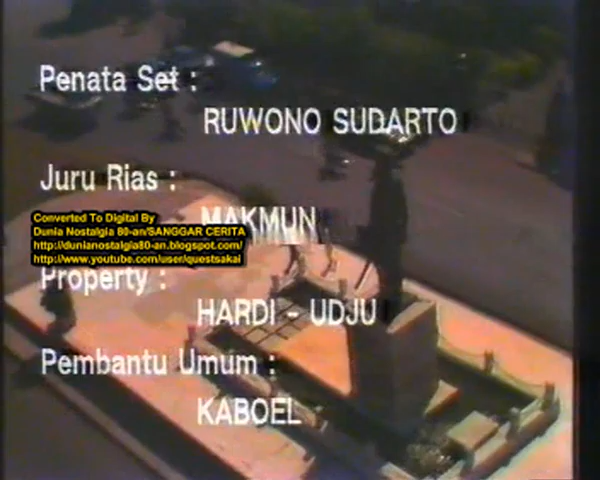 Penata Set :
RUWONO SUDARTO
Juru Rias :
MAKMUN
Converted To Digital By
Dunia Nostalgia 80-an/SANGGAR CERITA
http://dunianostalgia80-an.blogspot.com/
http://www.youtube.com/user/questsakai
Property :
HARDI - UDJU
Pembantu Umum :
KABOEL